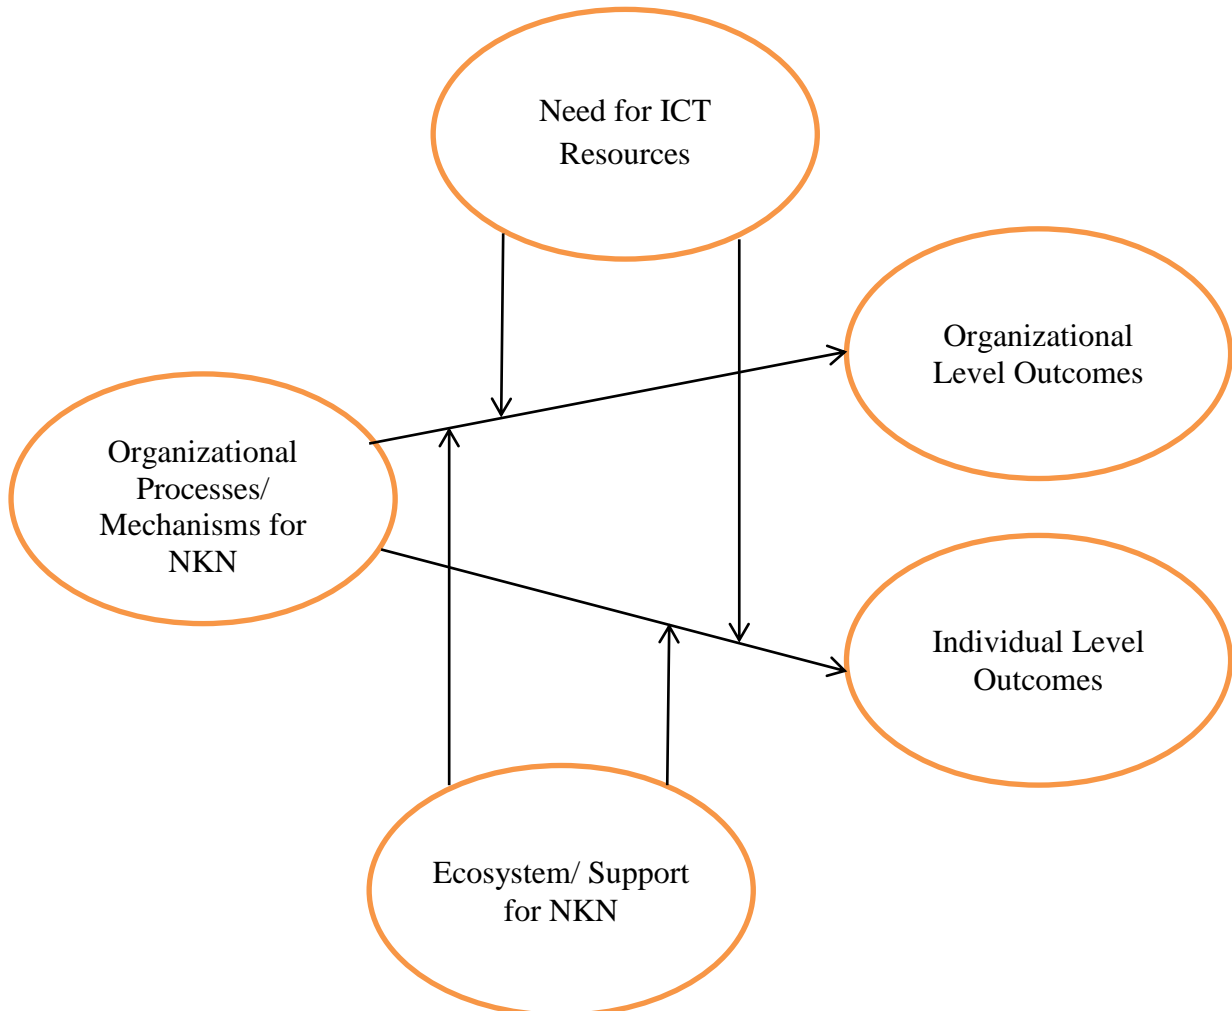 Need for ICT
Resources
Organizational
Level Outcomes
Organizational
Processes/
Mechanisms for
NKN
Individual Level
Outcomes
Ecosystem/ Support
for NKN